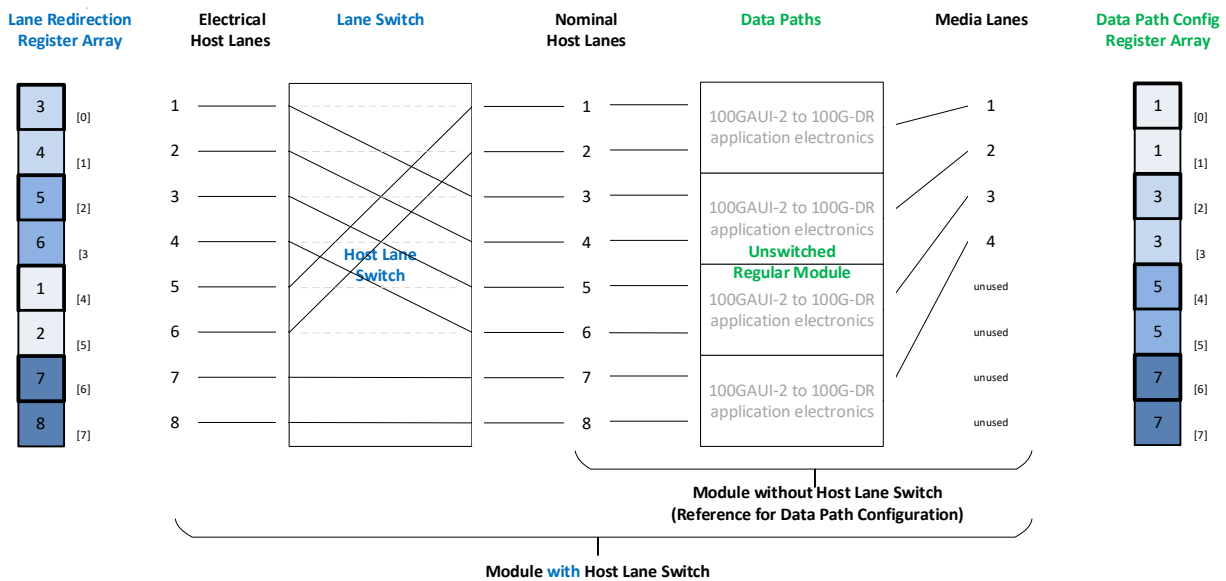 Lane Redirection
Register Array
Electrical
Host Lanes
Lane Switch
Nominal
Host Lanes
Data Paths
Media Lanes
Data Path Config
Register Array
3
[0]
4
[1]
5
[2]
6
[3
1
[4]
2
[5]
7
[6]
8
[7]
1
2
3
4
5
6
7
8
Host Lane
Switch
1
2
3
4
5
6
7
8
100GAUI-2 to 100G-DR
application electronics
100GAUI-2 to 100G-DR
application electronics
Unswitched
Regular Module
100GAUI-2 to 100G-DR
application electronics
100GAUI-2 to 100G-DR
application electronics
1
2
3
4
unused
unused
unused
unused
1
[0]
1
[1]
3
[2]
3
[3
5
[4]
5
[5]
7
[6]
7
[7]
Module without Host Lane Switch
(Reference for Data Path Configuration)
Module with Host Lane Switch